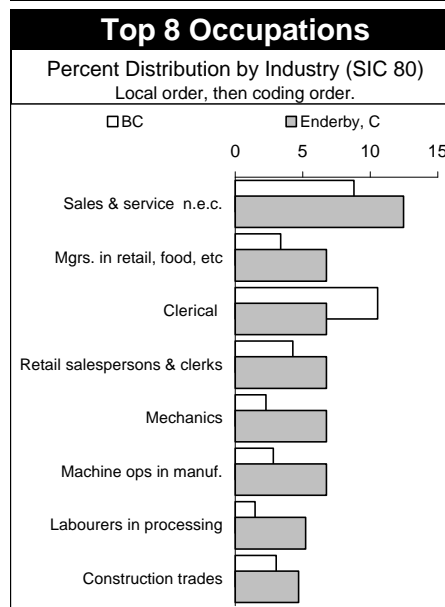 Top 8 Occupations
Percent Distribution by Industry (SIC 80)
Local order, then coding order.
BC Enderby, C
0 5 10 15
Sales & service n.e.c.
Mgrs. in retail, food, etc
Clerical
Retail salespersons & clerks
Mechanics
Machine ops in manuf.
Labourers in processing
Construction trades